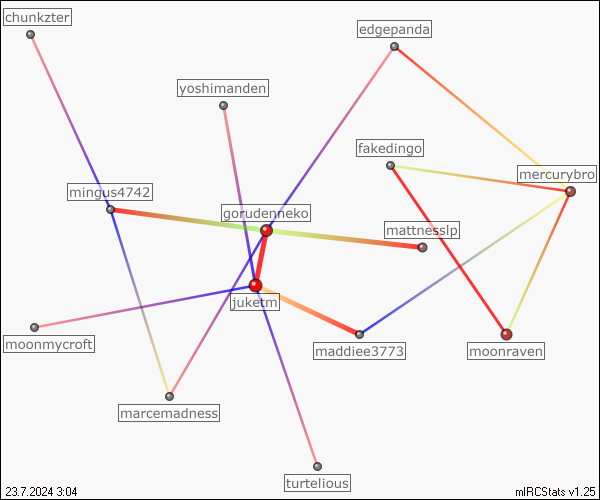 chunkzter
edgepanda
yoshimanden
fakedingo
mercurybro
mingus4742
gorudenneko
mattnesslp
juketm
moonmycroft
maddiee3773
moonraven
marcemadness
turtelious
23.7.2024 3:04
mIRCStats v1.25